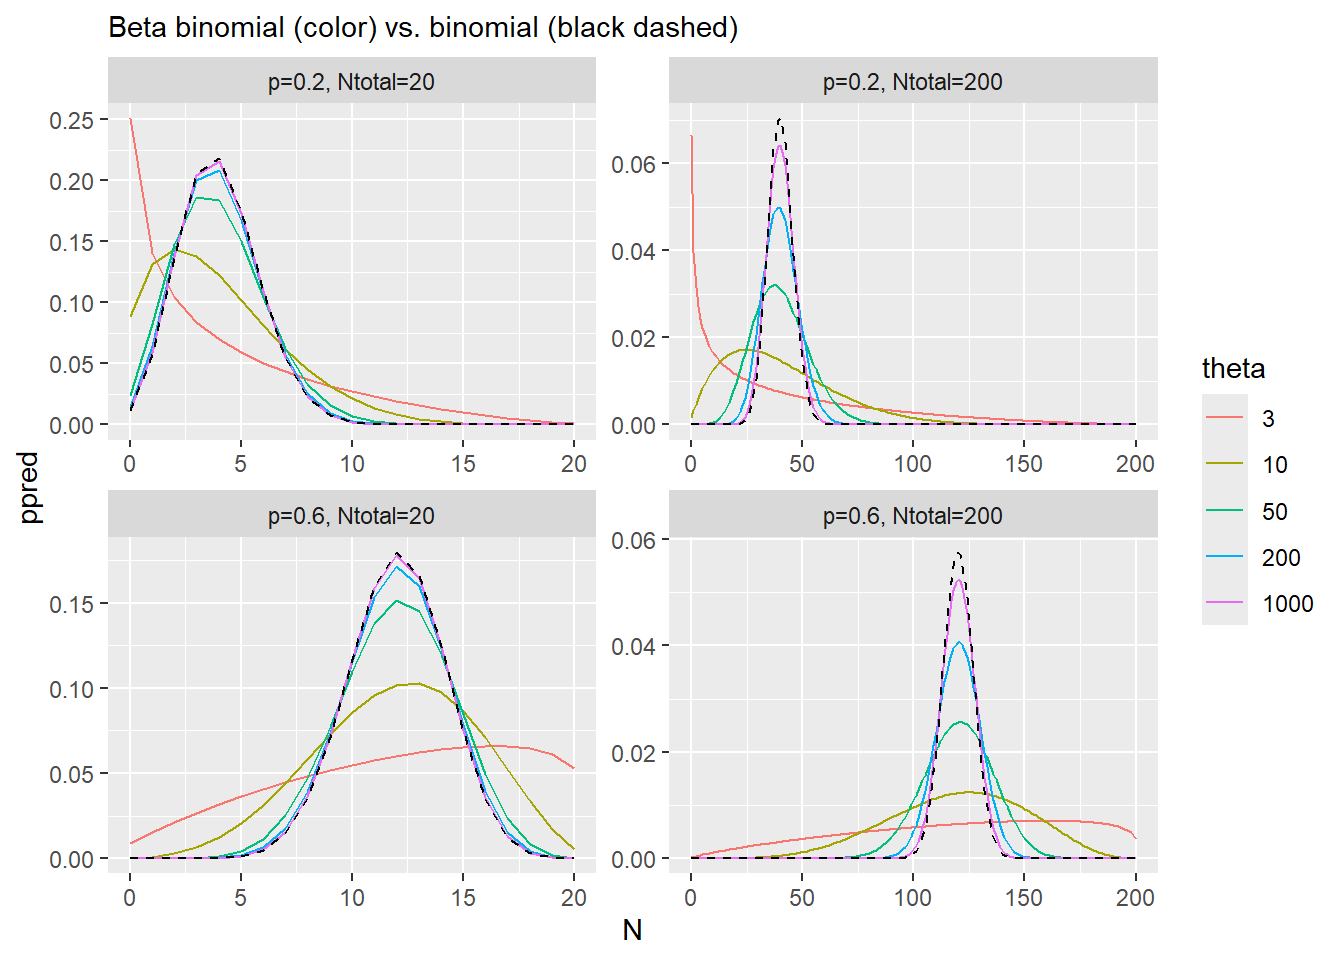 Beta binomial (color) vs. binomial (black dashed)
p=0.2, Ntotal=20
p=0.2, Ntotal=200
0.25
0.20
0.15
0.10
0.05
0.00
0 5 10 15 20
0.06
0.04
0.02
0.00
0 50 100 150 200
p=0.6, Ntotal=20
p=0.6, Ntotal=200
0.15
0.10
0.05
0.00
0 5 10 15 20
0.06
0.04
0.02
0.00
0 50 100 150 200
ppred
N
theta
3
10
50
200
1000